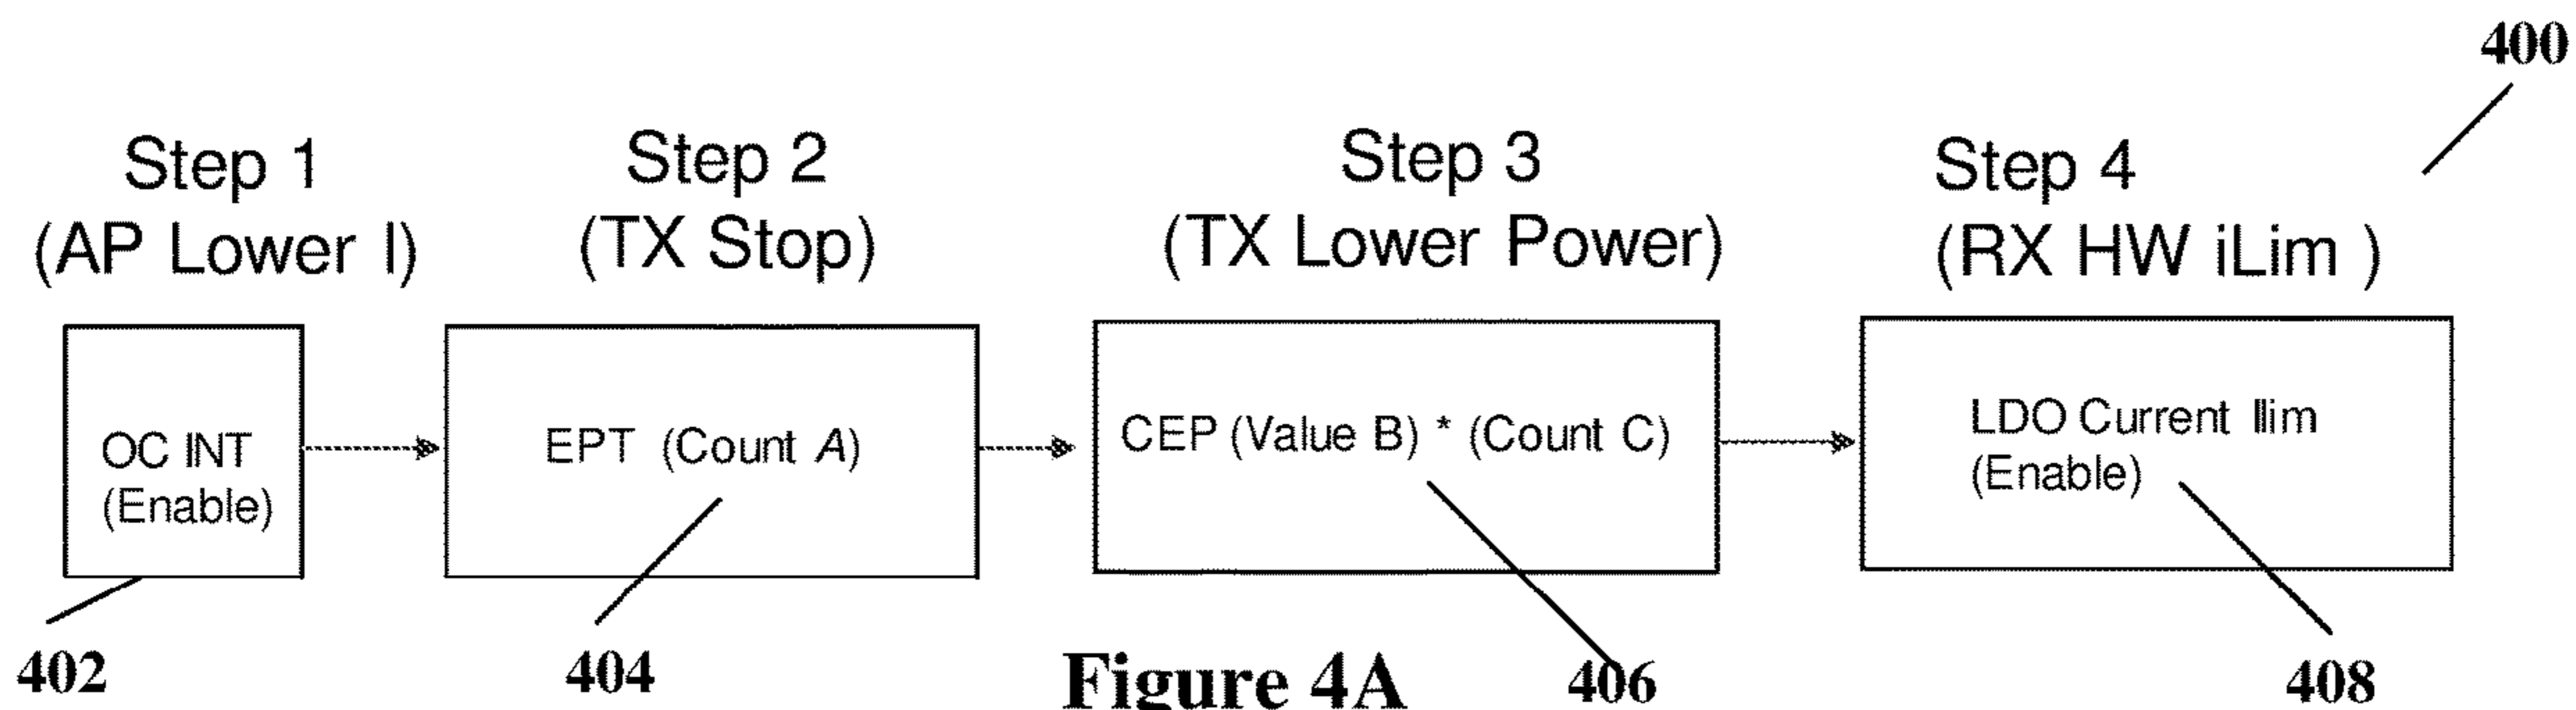 400
Step 1
(AP Lower I)
Step 2
(TX Stop)
Step 3
(TX Lower Power)
Step 4
(RX HW iLim )
OC INT
(Enable)
EPT (Count A)
CEP (Value B) * (Count C)
LDO Current Ilim
(Enable)
402
404
406
408
Figure 4A